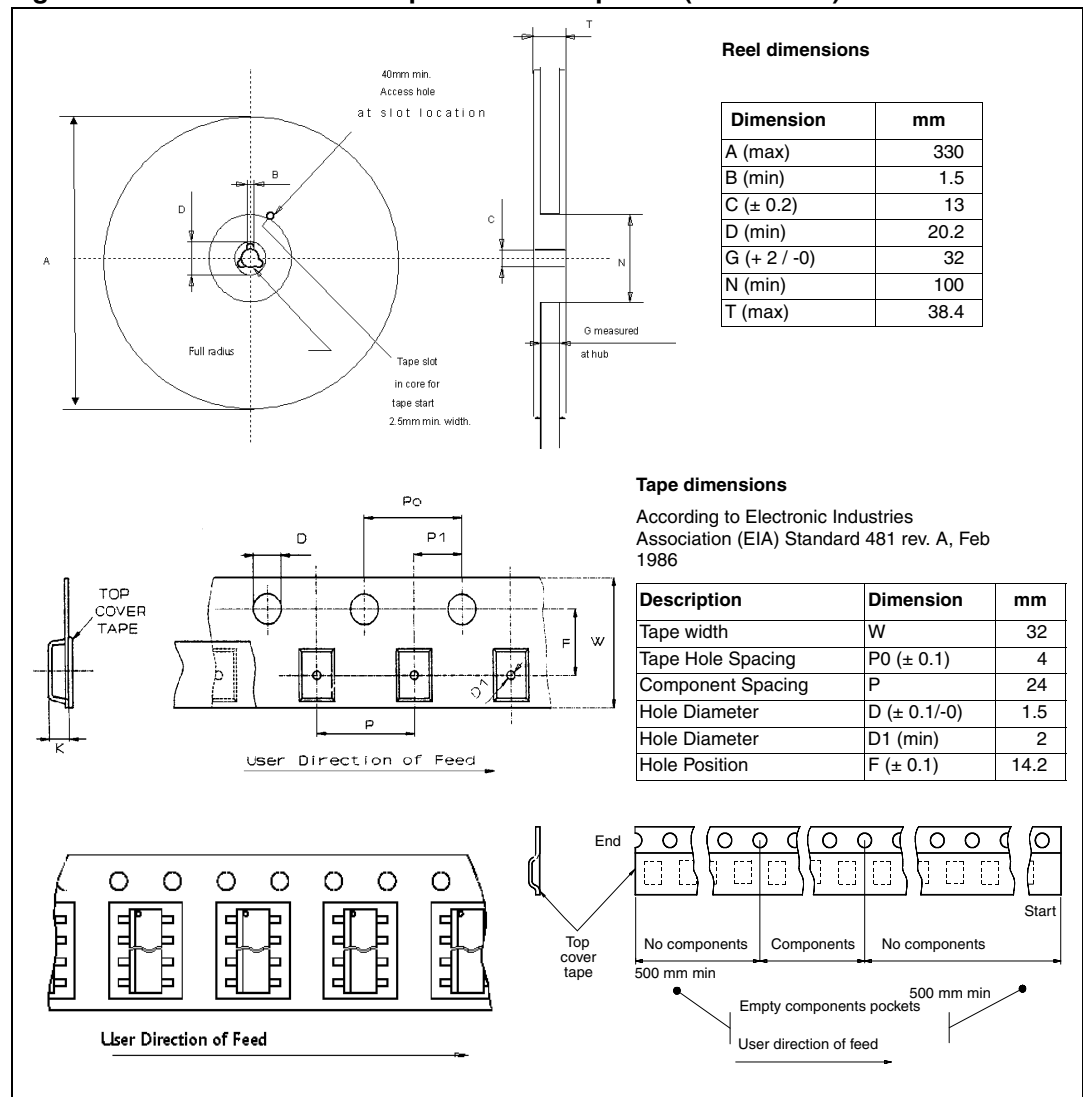 T
40mm min.
Access hole
at slot location
B
D
A
C
N
G measured
at hub
Full radius
Tape slot
in core for
tape start
2.5mm min. width.
Reel dimensions
Dimension mm
A (max) 330
B (min) 1.5
C (± 0.2) 13
D (min) 20.2
G (+ 2 / -0) 32
N (min) 100
T (max) 38.4
Tape dimensions
According to Electronic Industries
Association (EIA) Standard 481 rev. A, Feb
1986
Description Dimension mm
Tape width W 32
Tape Hole Spacing P0 (± 0.1) 4
Component Spacing P 24
Hole Diameter D (± 0.1/-0) 1.5
Hole Diameter D1 (min) 2
Hole Position F (± 0.1) 14.2
Po
D
P1
TOP
COVER
TAPE
F
W
D1
P
K
User Direction of Feed
User Direction of Feed
End
Start
Top
cover
tape
No components
Components
No components
500 mm min
500 mm min
Empty components pockets
User direction of feed